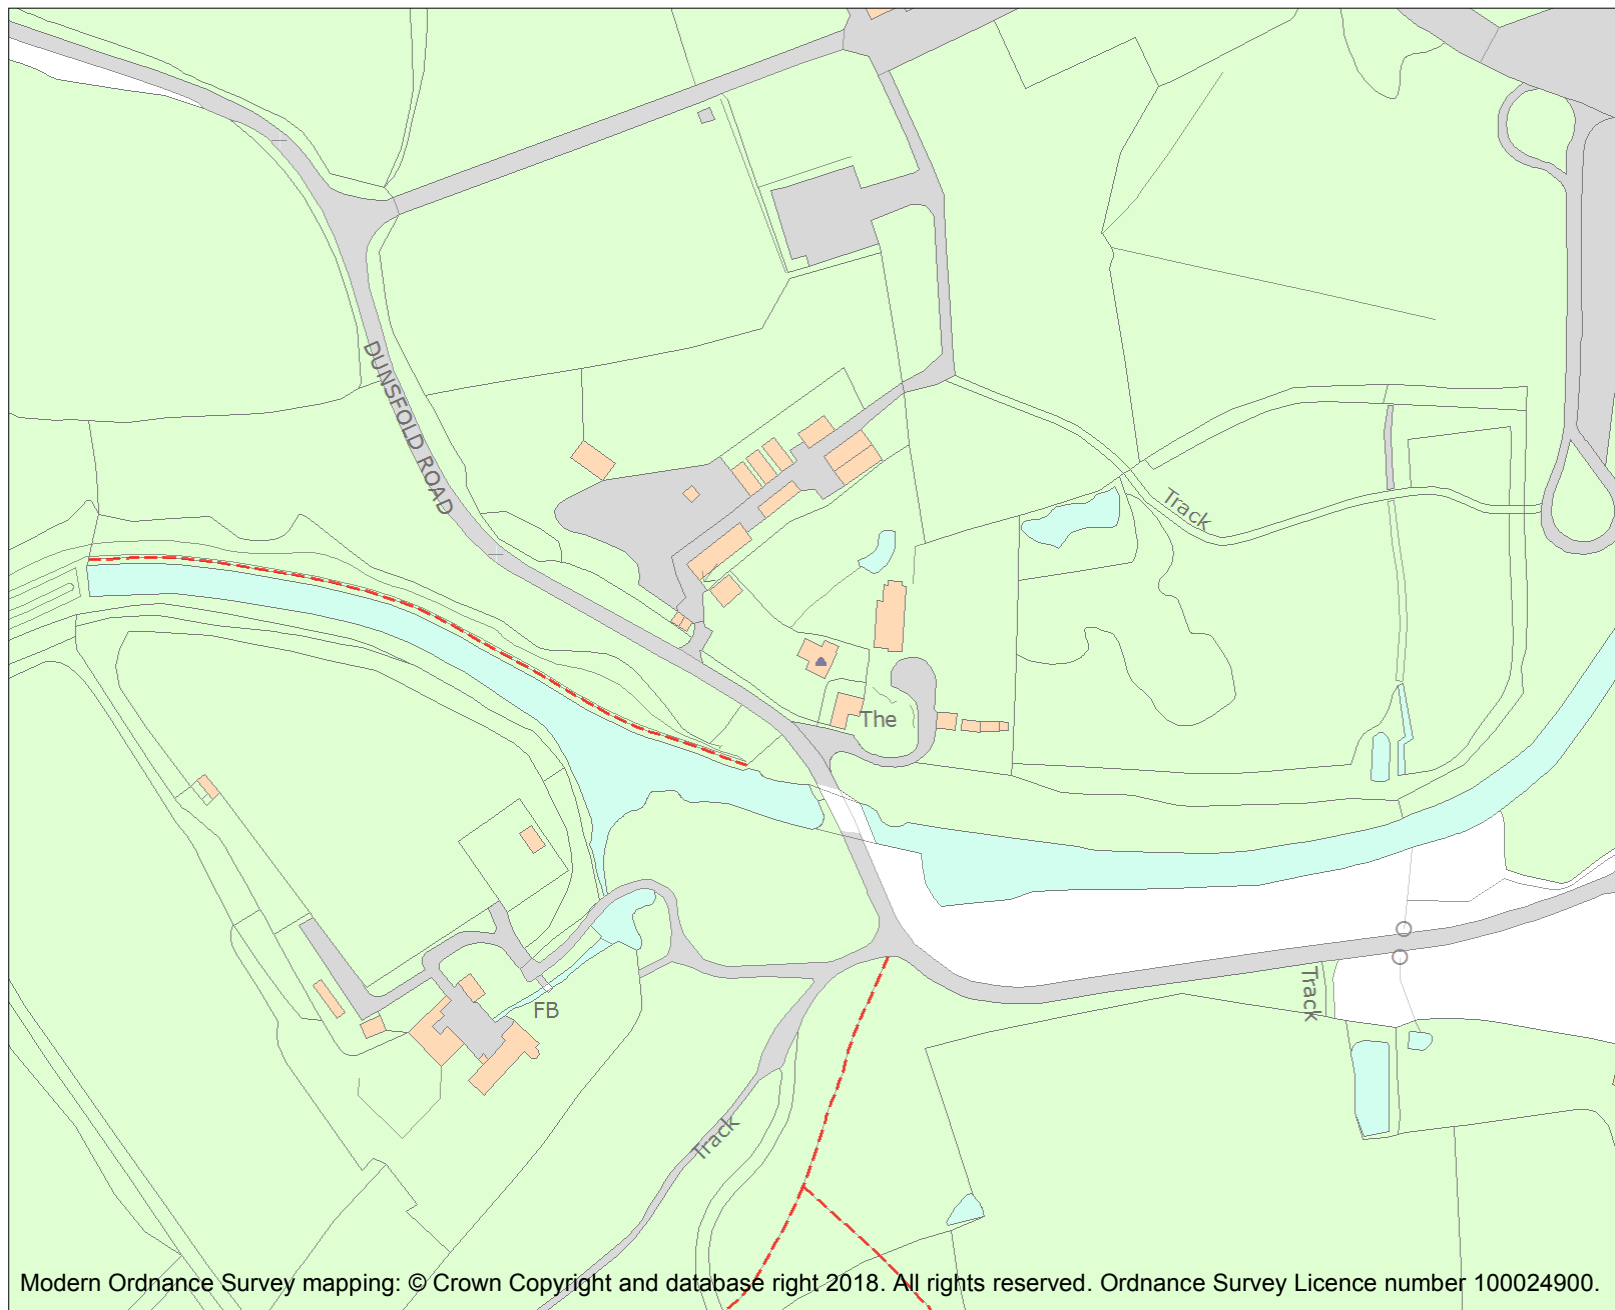 DUNSFOLD ROAD
Track
The
Track
FB
Track
Modern Ordnance Survey mapping: © Crown Copyright and database right 2018. All rights reserved. Ordnance Survey Licence number 100024900.